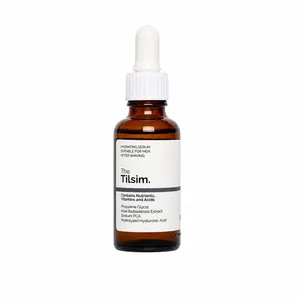 HYDRATING SERUM
SUITABLE FOR MEN
AFTER SHAVING
The
Tilsim.
Contains Nutrients,
Vitamins and Acids
Propylene Glycol
Aloe Barbadensis Extract
Sodium PCA
Hydrolyzed Hyaluronic Acid